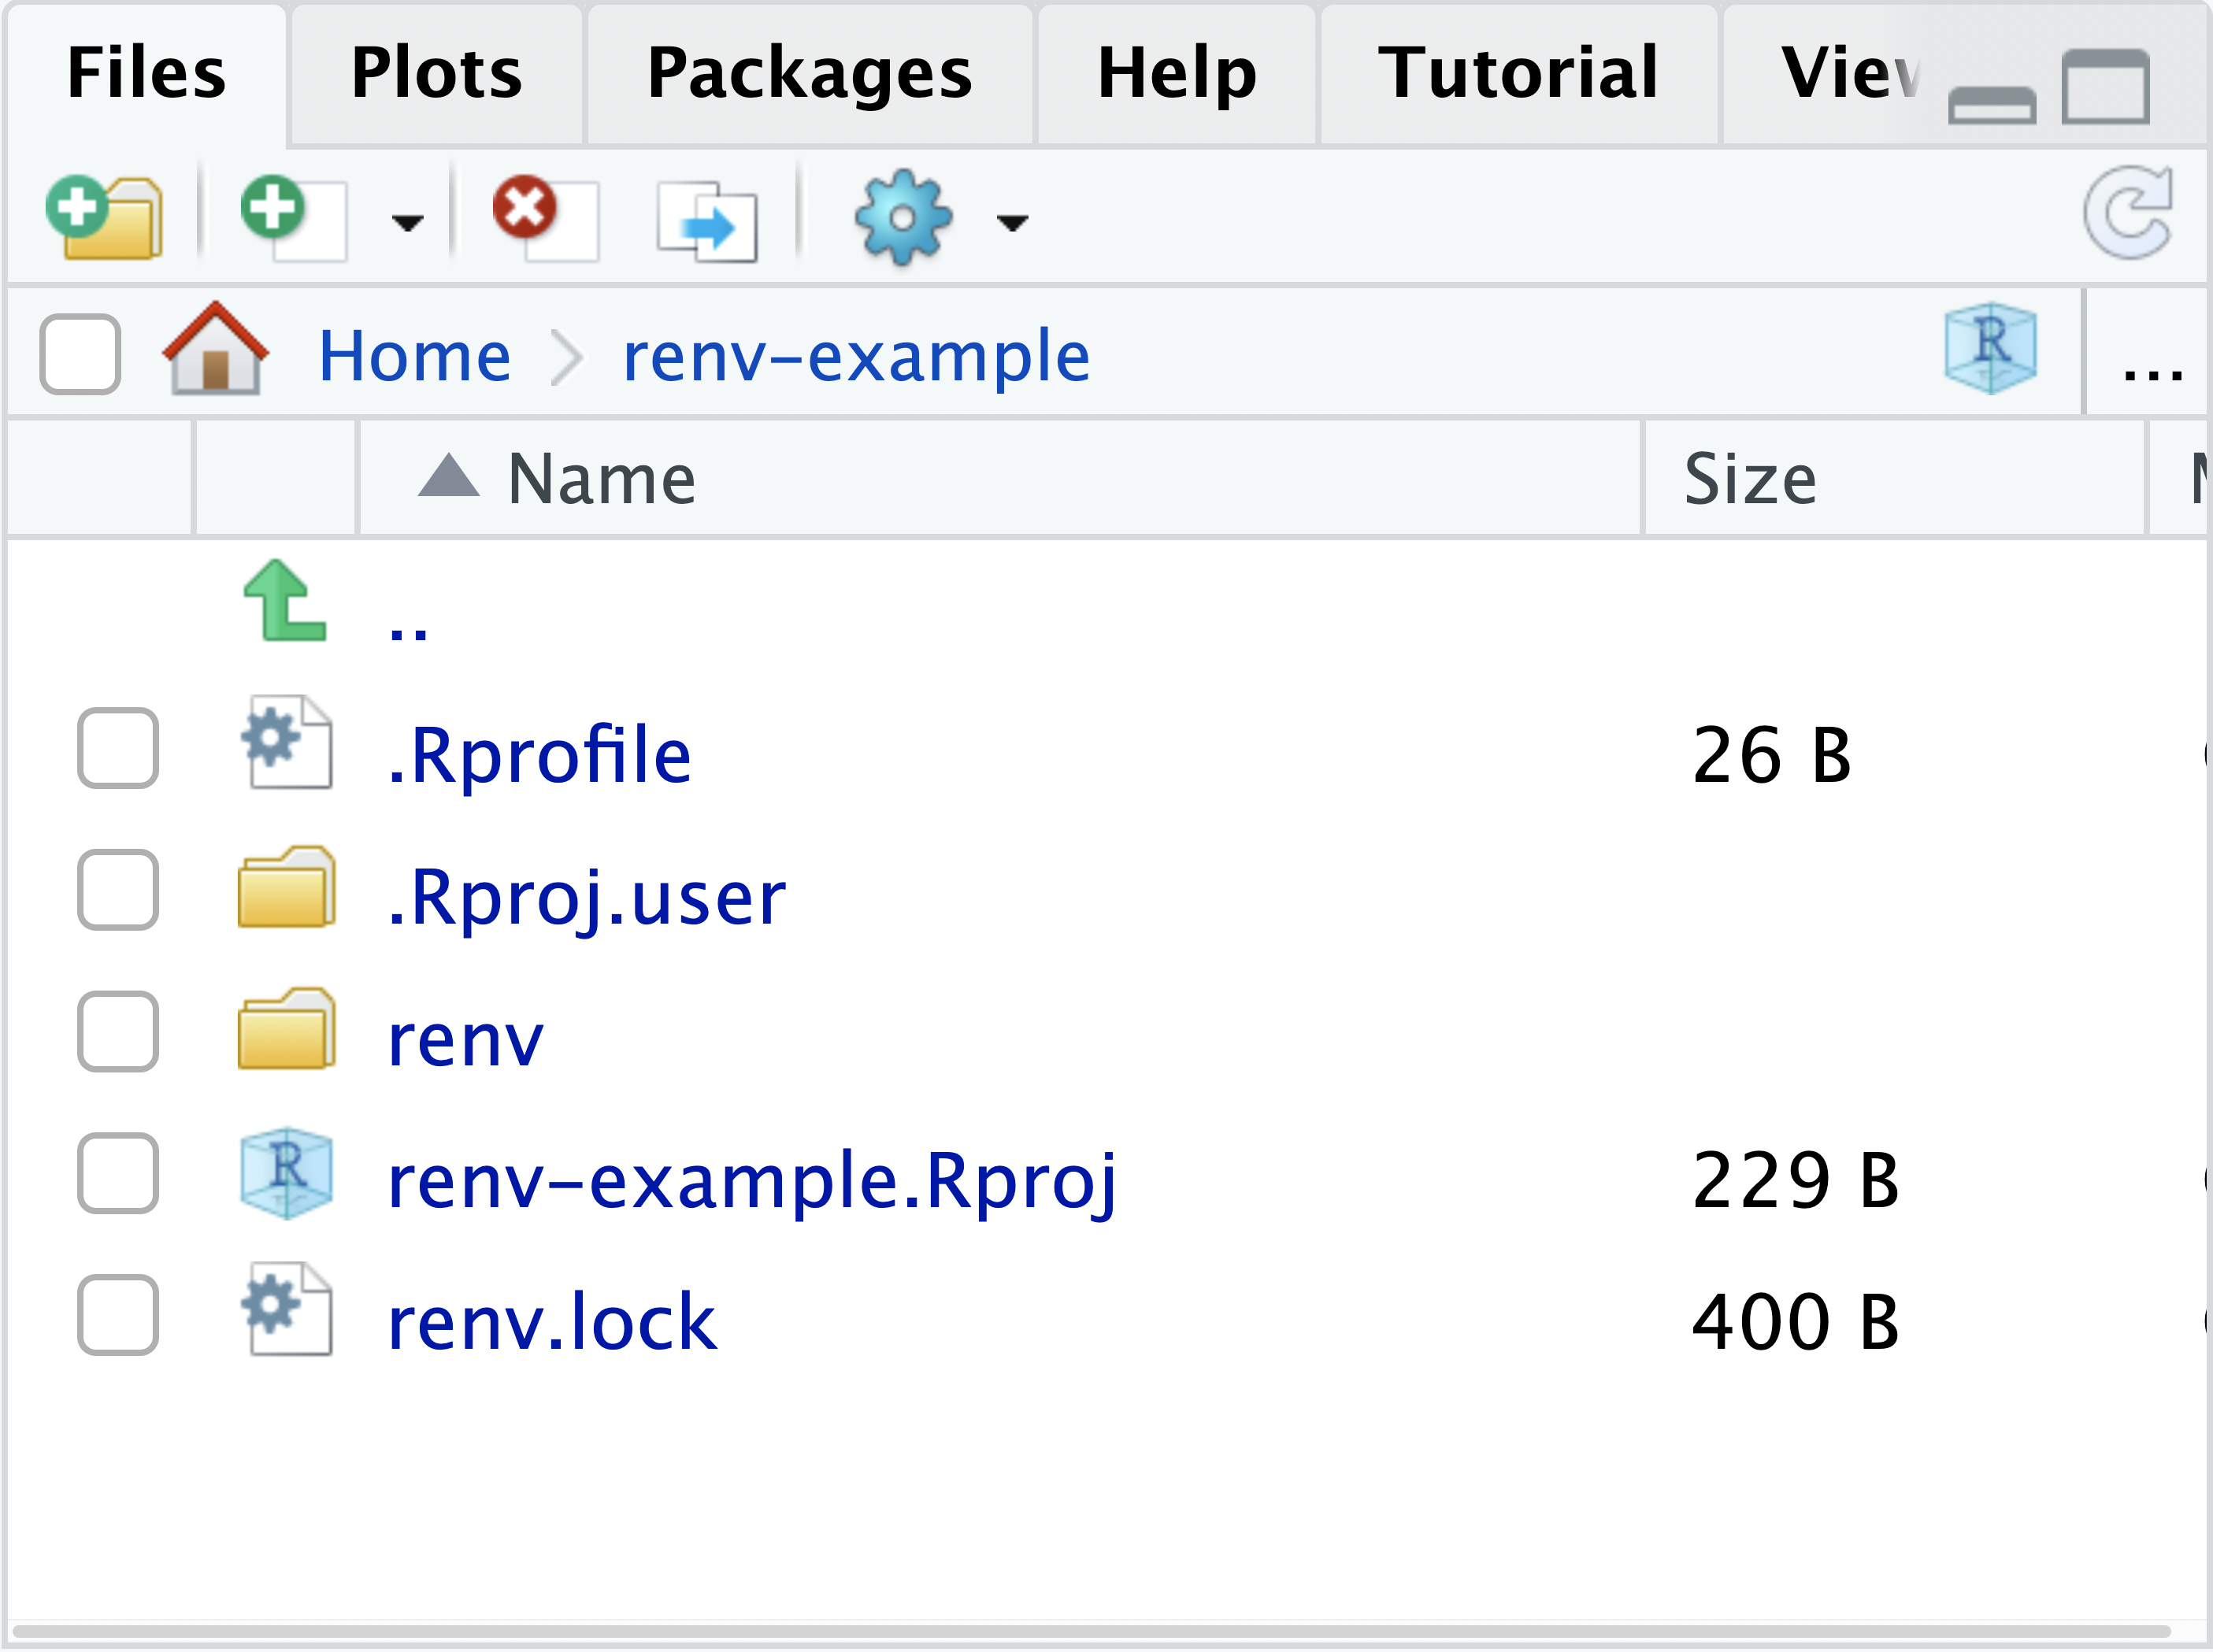 Files Plots Packages Help Tutorial
Home renv-example R ...
Name Size
..
.Rprofile 26 B
.Rproj.user
renv
R renv-example.Rproj 229 B
renv.lock 400 B